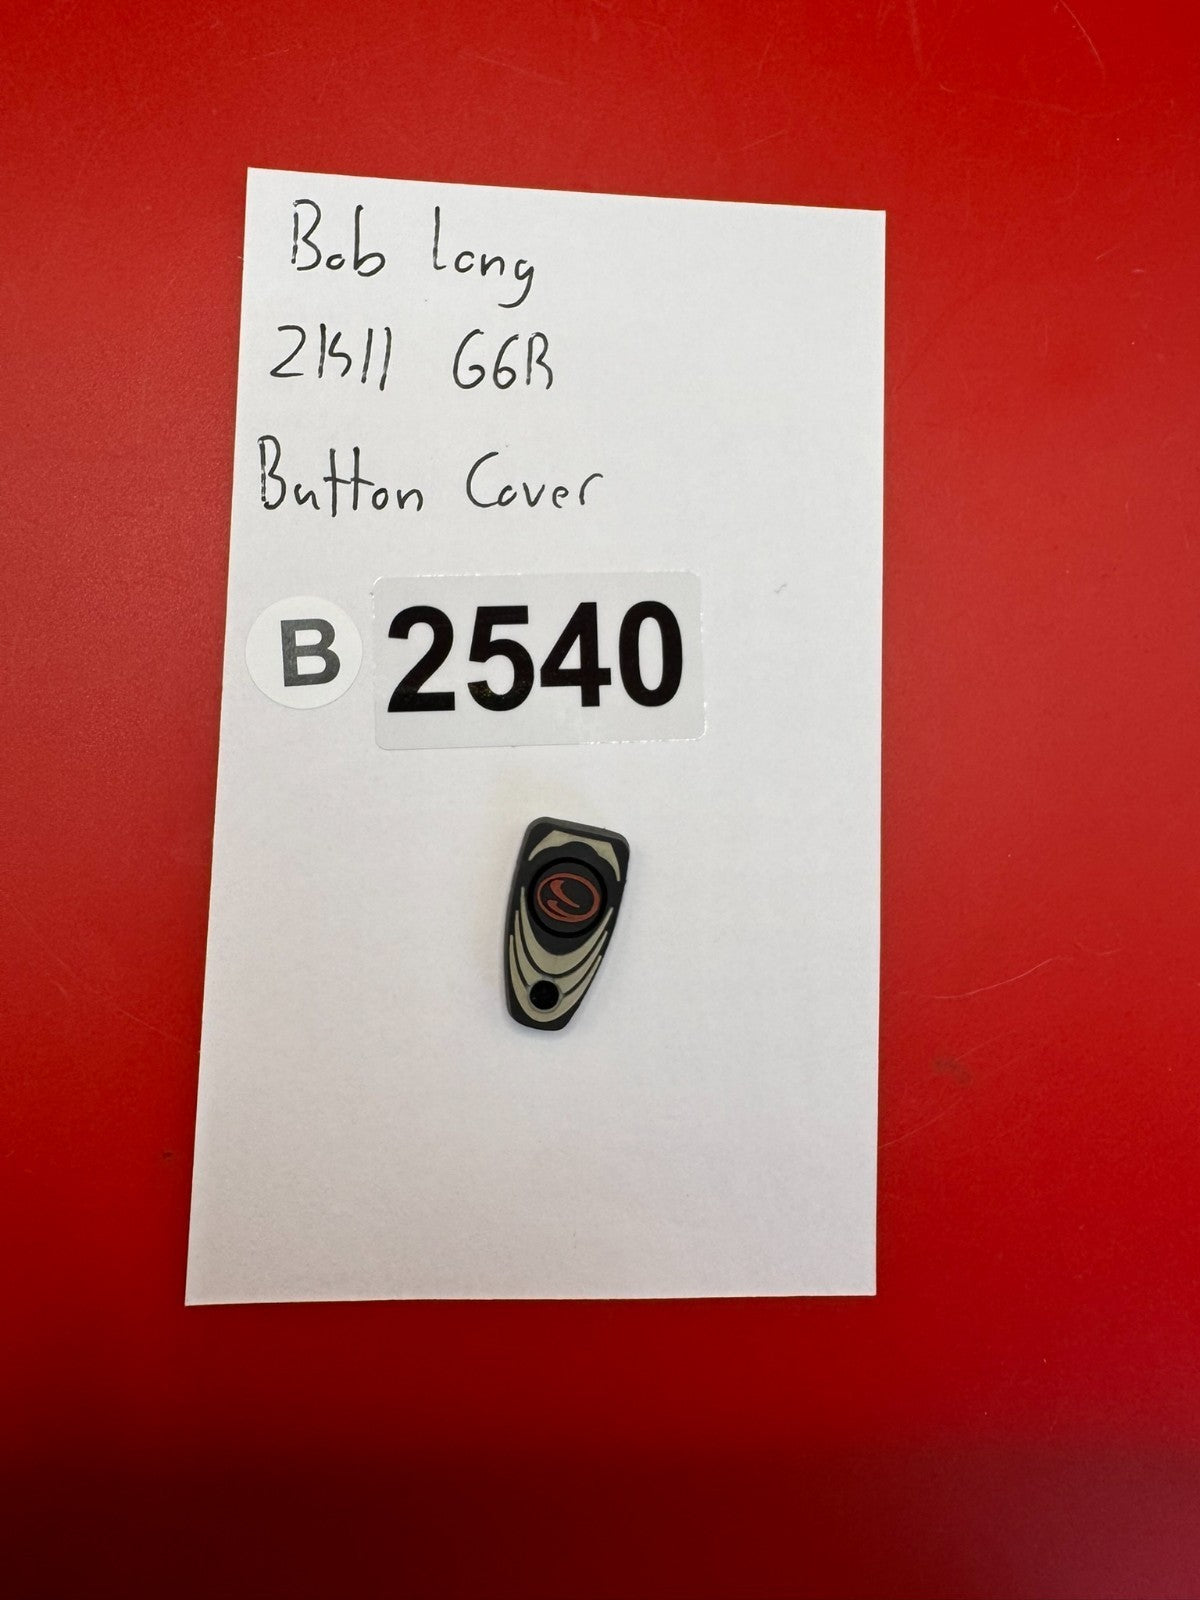 Bob Long
2K11 G6R
Button Cover
B 2540